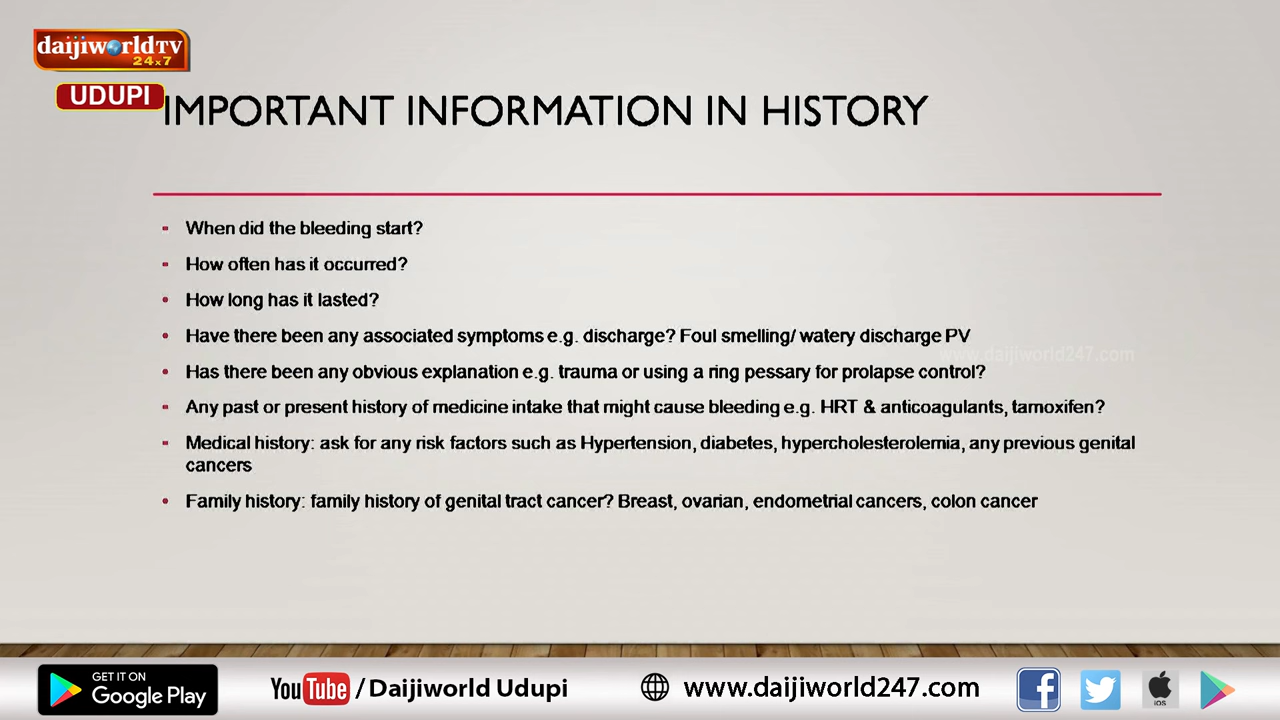 daijiworldTV
24x7
UDUPI
IMPORTANT INFORMATION IN HISTORY
When did the bleeding start?
How often has it occurred?
How long has it lasted?
Have there been any associated symptoms e.g. discharge? Foul smelling/ watery discharge PV
www.daijiworld247.com
Has there been any obvious explanation e.g. trauma or using a ring pessary for prolapse control?
Any past or present history of medicine intake that might cause bleeding e.g. HRT & anticoagulants, tamoxifen?
Medical history: ask for any risk factors such as Hypertension, diabetes, hypercholesterolemia, any previous genital
cancers
Family history: family history of genital tract cancer? Breast, ovarian, endometrial cancers, colon cancer
GET IT ON
Google Play
YouTube / Daijiworld Udupi
www.daijiworld247.com
iOS